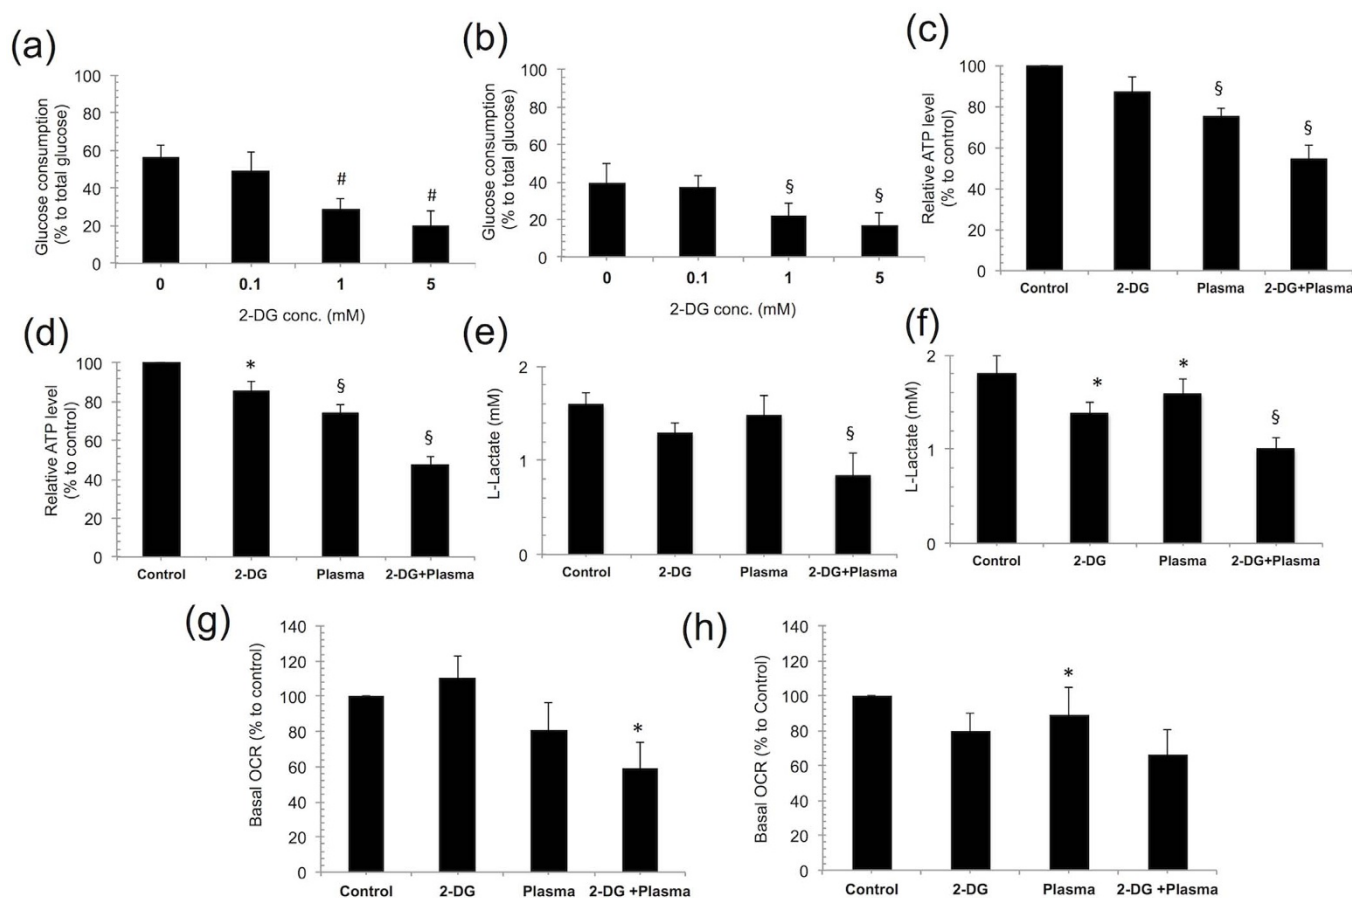 (a)
Glucose consumption
(% to total glucose)
100
80
60
40
20
0
#
#
0 0.1 1 5
2-DG conc. (mM)
(b)
Glucose consumption
(% to total glucose)
100
80
60
40
20
0
§
§
0 0.1 1 5
2-DG conc. (mM)
(c)
Relative ATP level
(% to control)
100
80
60
40
20
0
§
§
Control 2-DG Plasma 2-DG+Plasma
(d)
Relative ATP level
(% to control)
100
80
60
40
20
0
*
§
§
Control 2-DG Plasma 2-DG+Plasma
(e)
L-Lactate (mM)
2
1
0
§
Control 2-DG Plasma 2-DG+Plasma
(f)
L-Lactate (mM)
2
1
0
*
*
§
Control 2-DG Plasma 2-DG+Plasma
(g)
Basal OCR (% to control)
140
120
100
80
60
40
20
0
*
Control 2-DG Plasma 2-DG +Plasma
(h)
Basal OCR (% to Control)
140
120
100
80
60
40
20
0
*
Control 2-DG Plasma 2-DG +Plasma